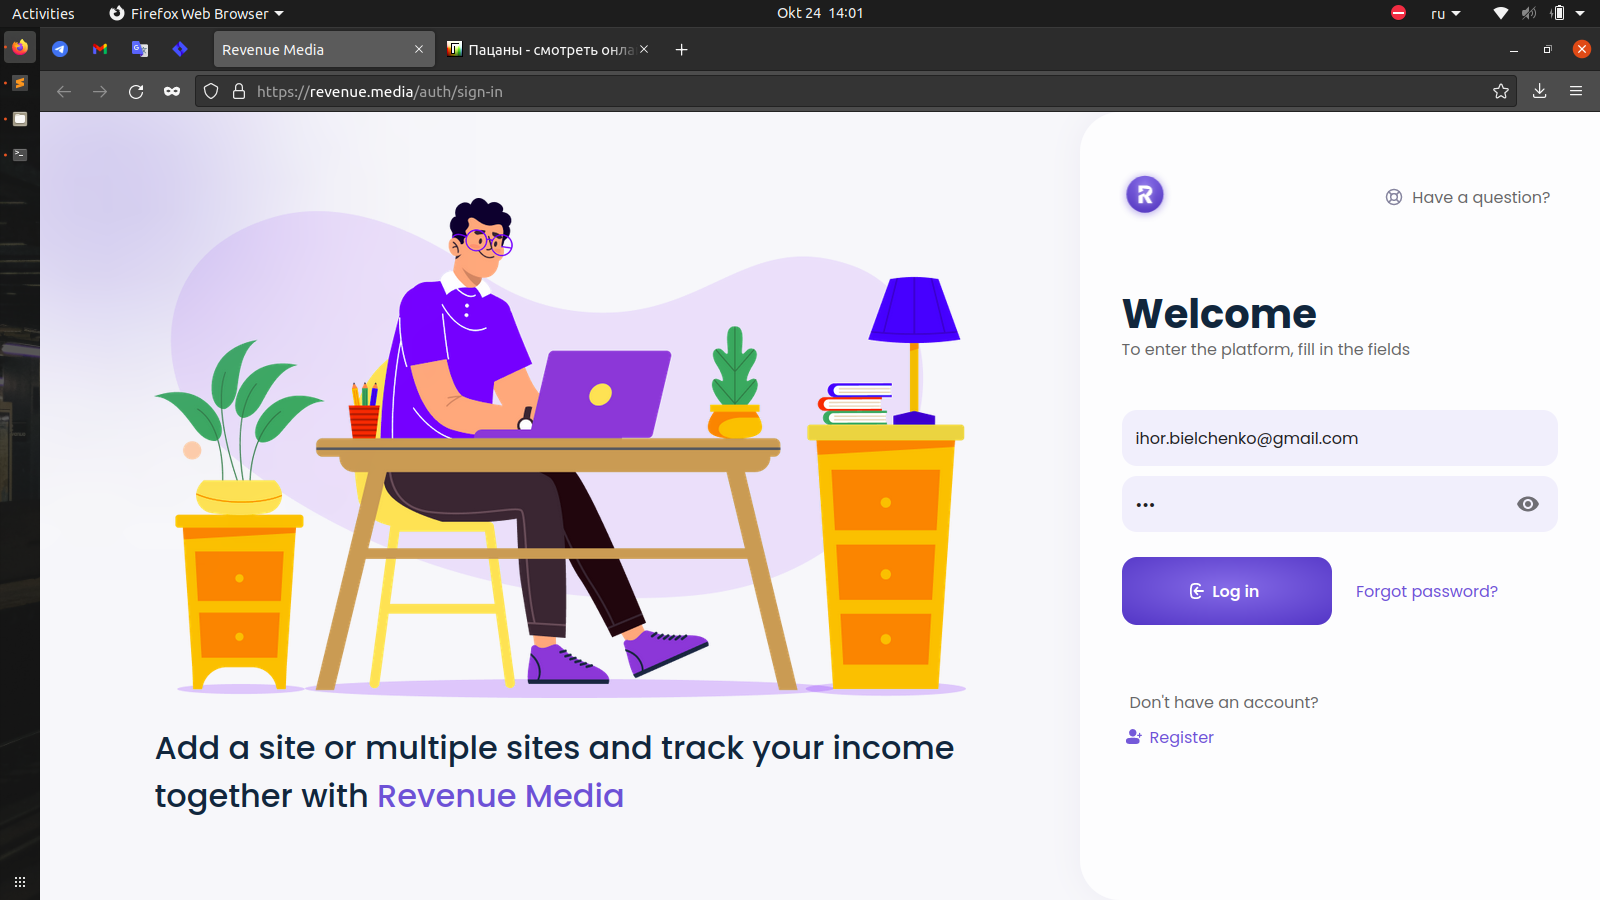 Activities
Firefox Web Browser
Okt 24 14:01
ru
Revenue Media
Пацаны - смотреть онла
https://revenue.media/auth/sign-in
R
Have a question?
Welcome
To enter the platform, fill in the fields
ihor.bielchenko@gmail.com
•••
Log in
Forgot password?
Don't have an account?
Register
Add a site or multiple sites and track your income
together with Revenue Media